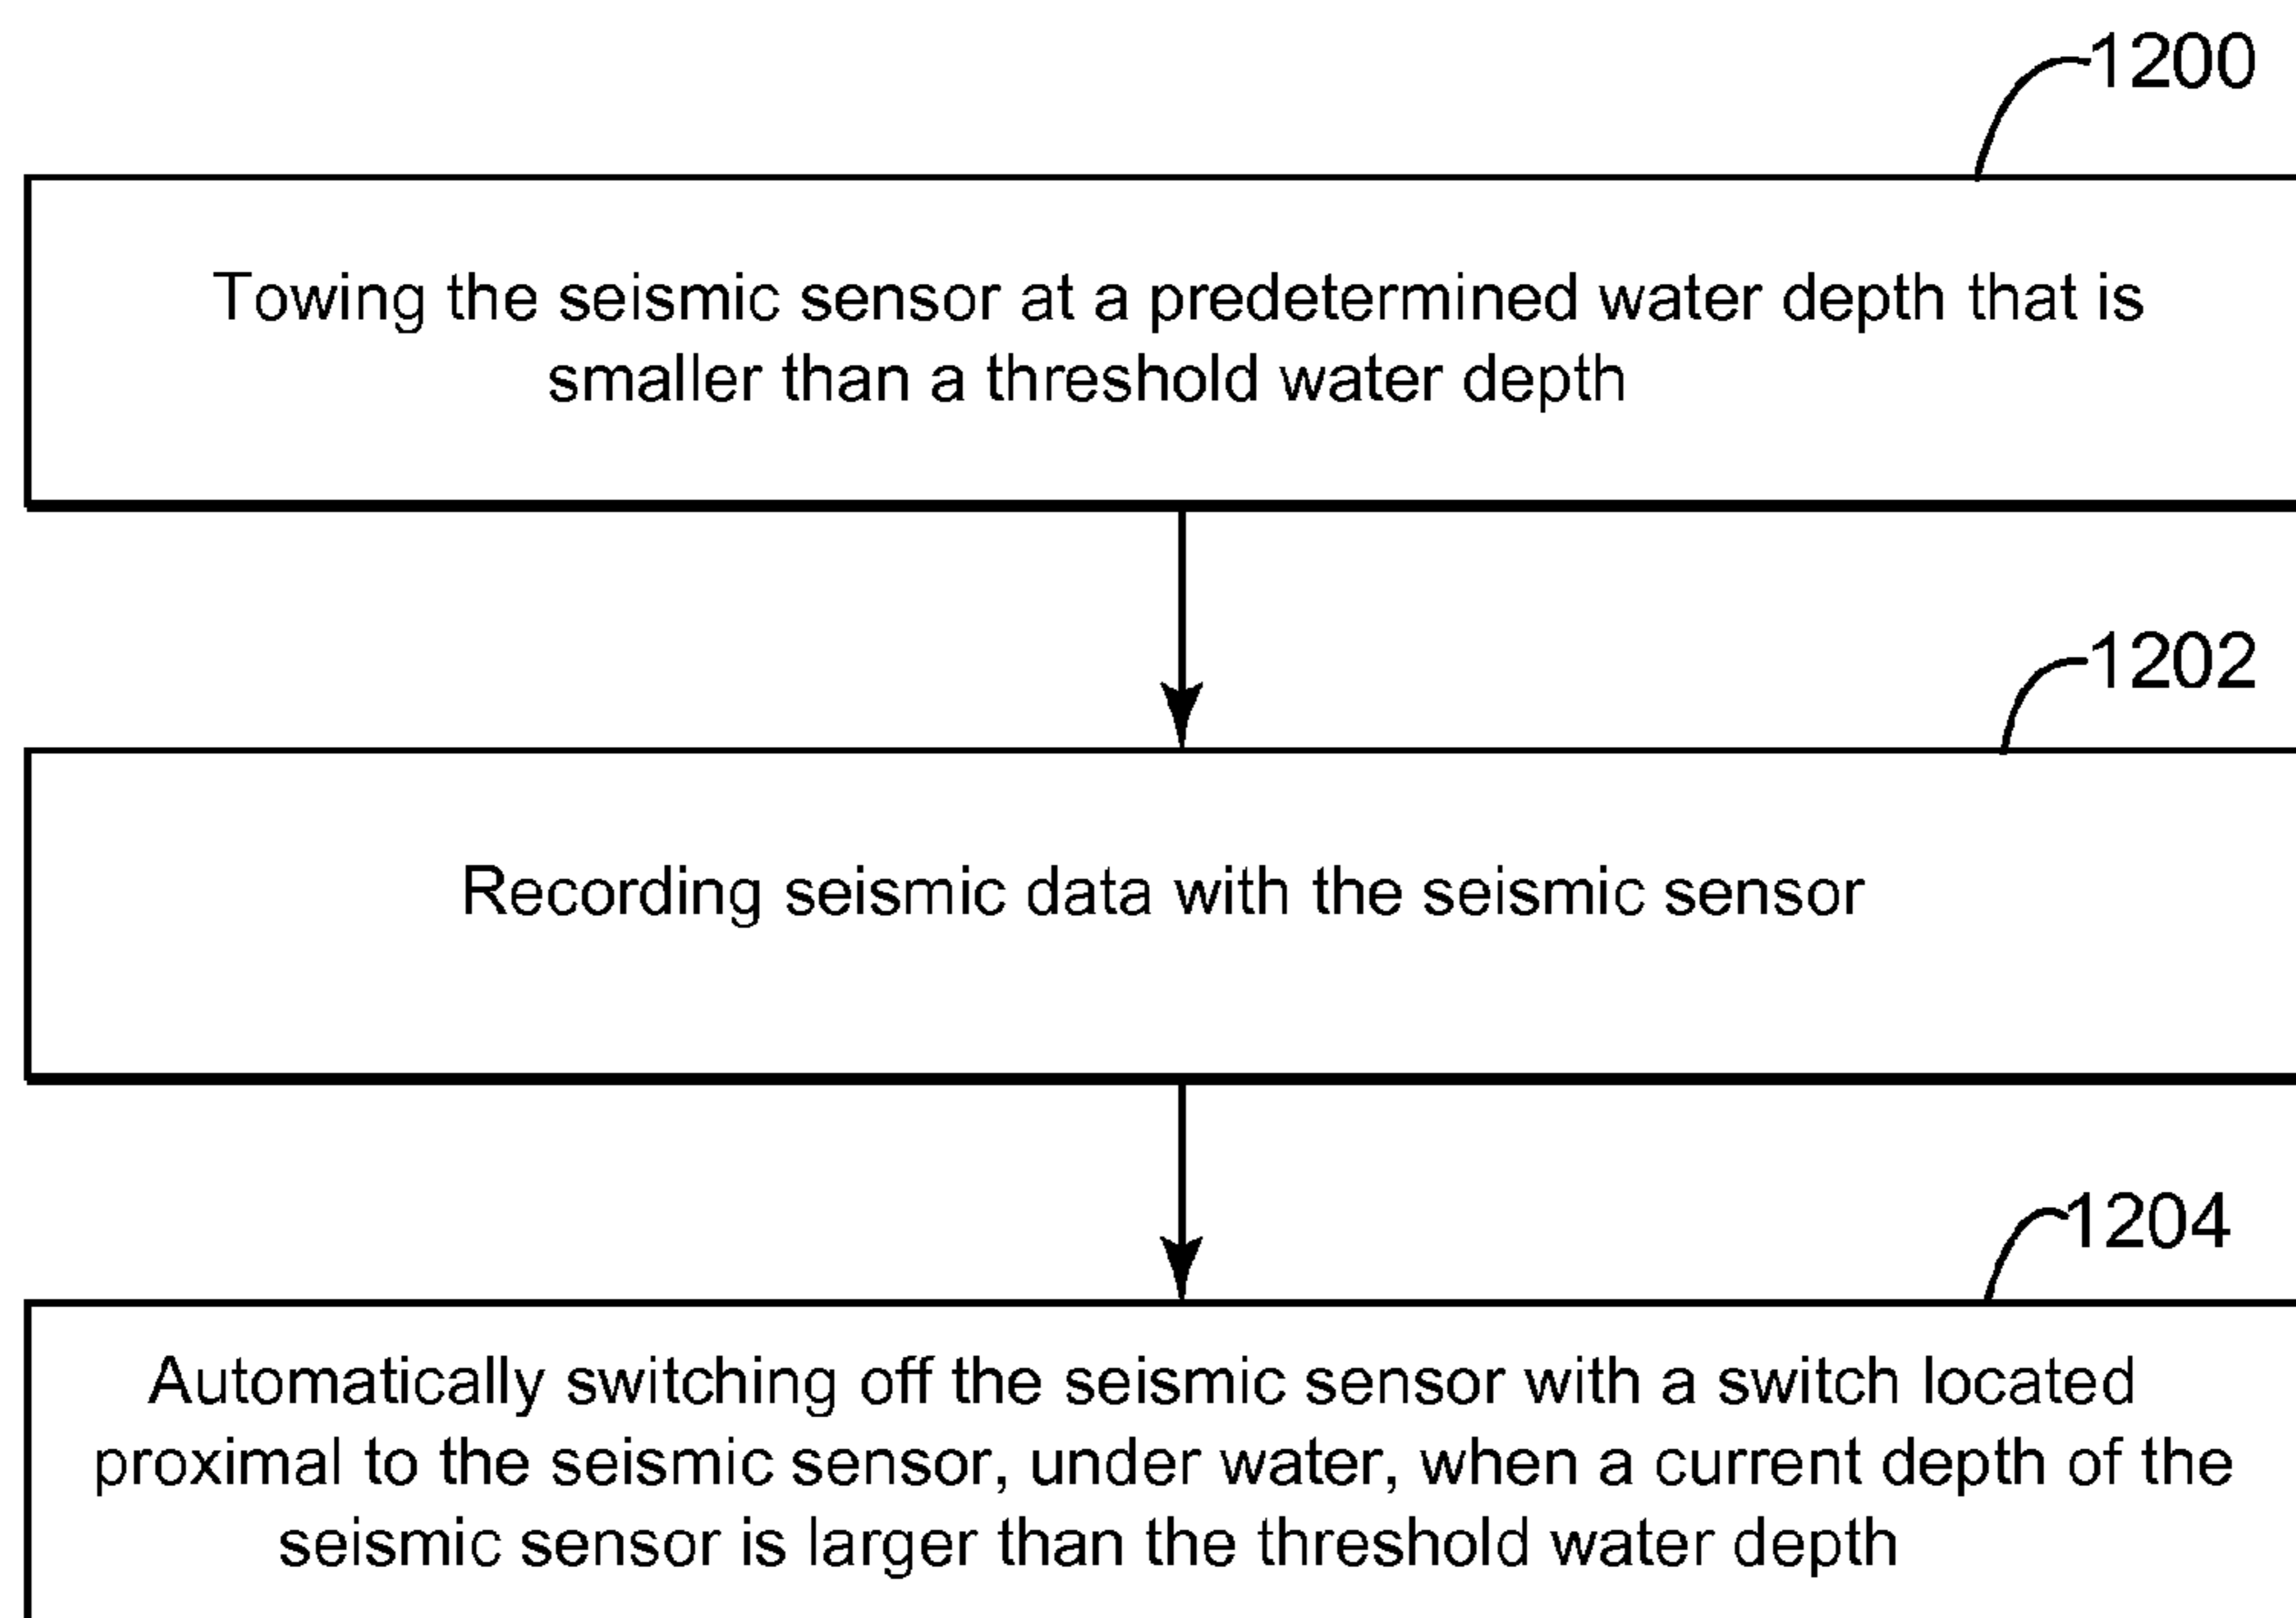 1200
Towing the seismic sensor at a predetermined water depth that is
smaller than a threshold water depth
1202
Recording seismic data with the seismic sensor
1204
Automatically switching off the seismic sensor with a switch located
proximal to the seismic sensor, under water, when a current depth of the
seismic sensor is larger than the threshold water depth